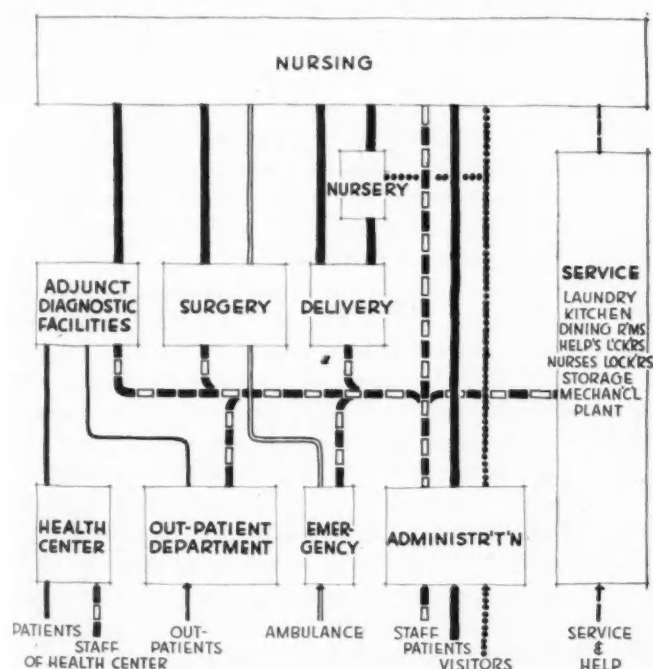 NURSING
NURSERY
ADJUNCT
DIAGNOSTIC
FACILITIES
SURGERY
DELIVERY
SERVICE
LAUNDRY
KITCHEN
DINING R'MS.
HELP'S L'CK'RS
NURSES LOCK'RS
STORAGE
MECHAN'C'L
PLANT
HEALTH
CENTER
OUT-PATIENT
DEPARTMENT
EMER-
GENCY
ADMINISTR'T'N
PATIENTS
STAFF
OF HEALTH CENTER
OUT-
PATIENTS
AMBULANCE
STAFF
PATIENTS
VISITORS
SERVICE
&
HELP